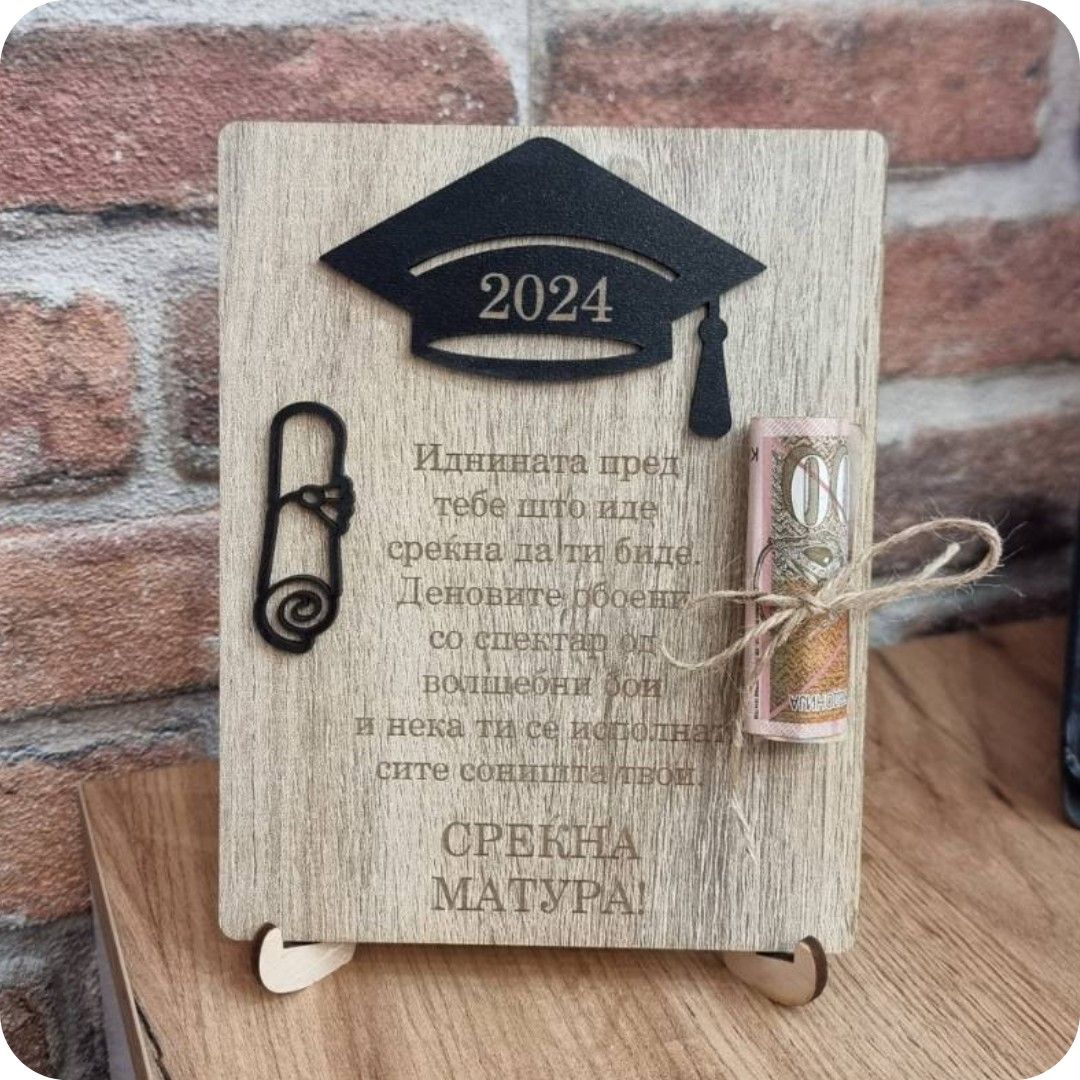 2024
Иднината пред
тебе што иде
среќна да ти биде.
Деновите обоени
со спектар од
волшебни бои
и нека ти се исполнат
сите соништа твои.
СРЕЌНА
МАТУРА!